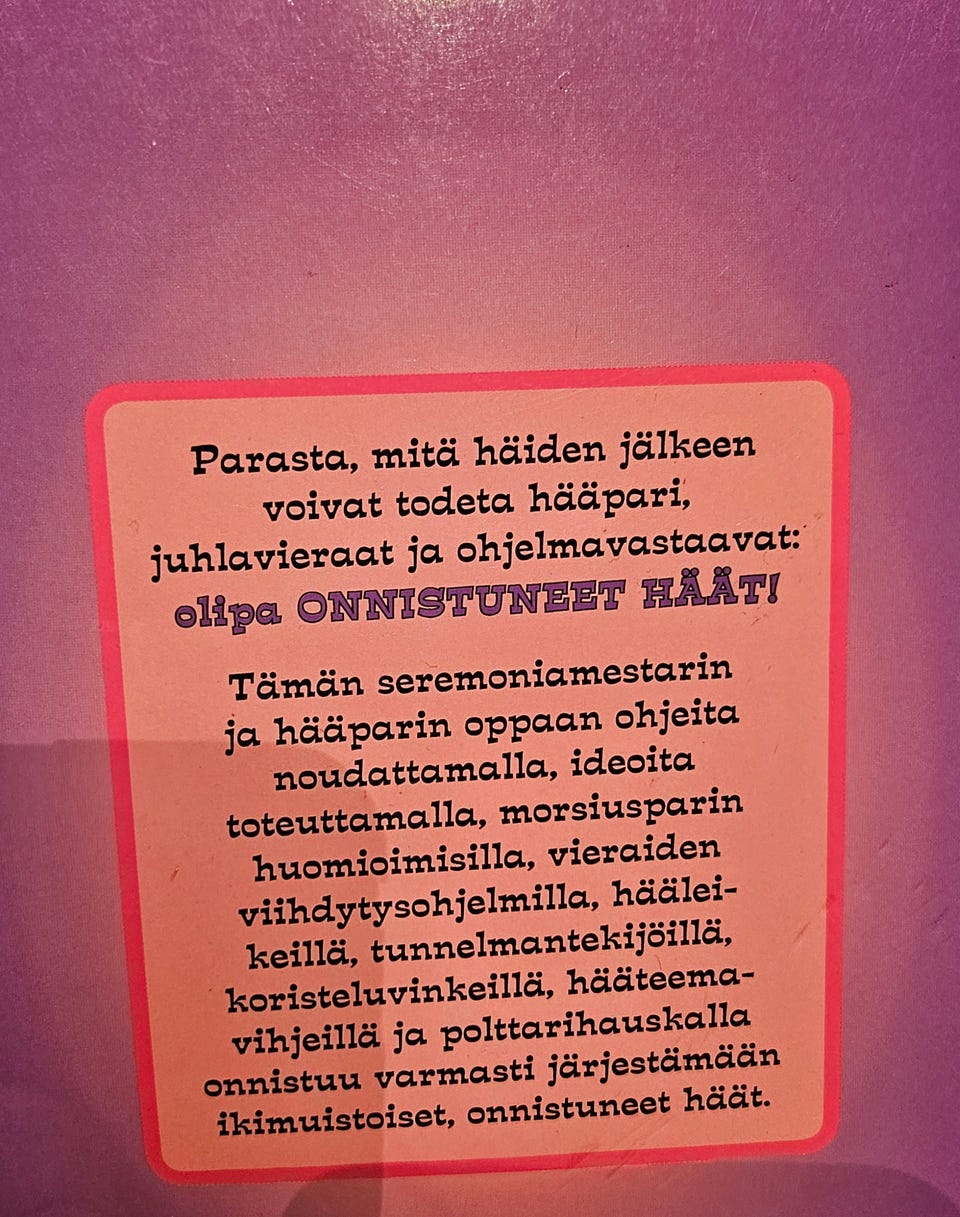 Parasta, mitä häiden jälkeen
voivat todeta hääpari,
juhlavieraat ja ohjelmavastaavat:
olipa ONNISTUNEET HÄÄT!
Tämän seremoniamestarin
ja hääparin oppaan ohjeita
noudattamalla, ideoita
toteuttamalla, morsiusparin
huomioimisilla, vieraiden
viihdytysohjelmilla, häälei-
keillä, tunnelmantekijöillä,
koristeluvinkeillä, hääteema-
vihjeillä ja polttarihauskalla
onnistuu varmasti järjestämään
ikimuistoiset, onnistuneet häät.